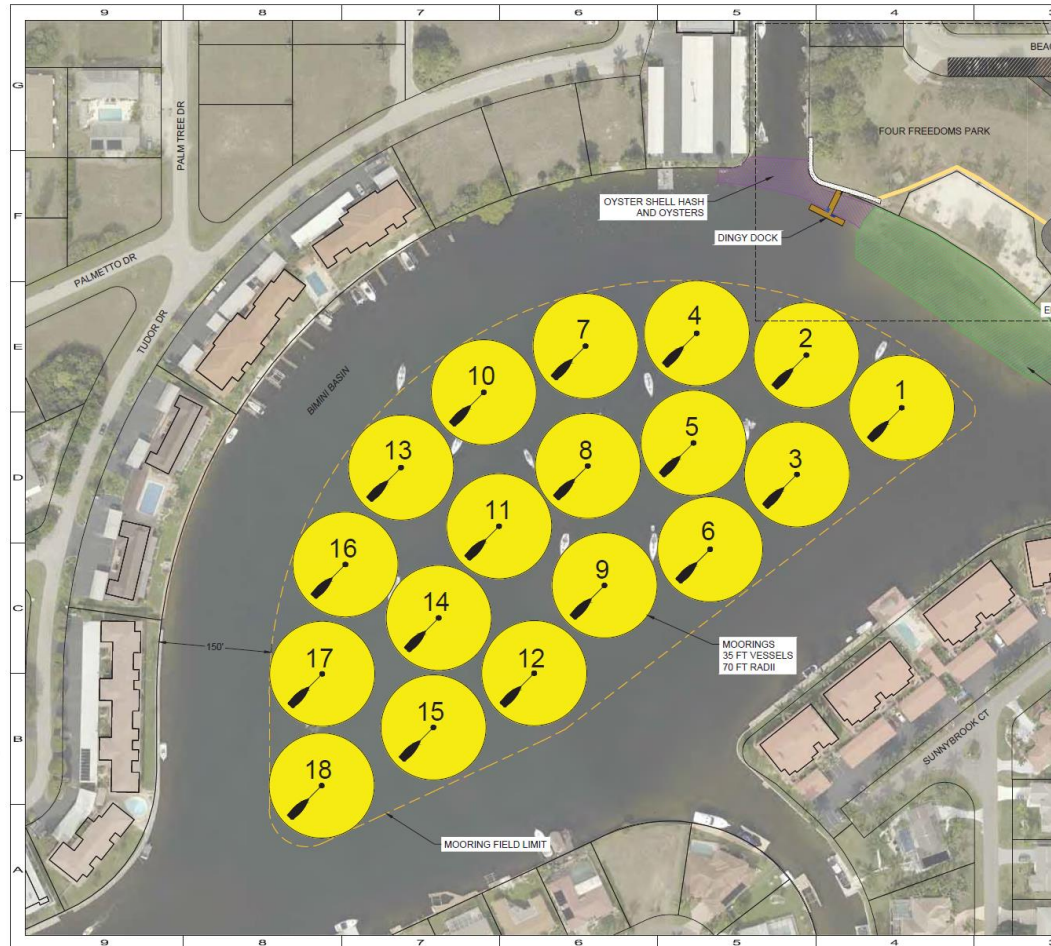 9 8 7 6 5 4
G
BEAC
FOUR FREEDOMS PARK
PALM TREE DR
F
OYSTER SHELL HASH
AND OYSTERS
DINGY DOCK
PALMETTO DR
TUDOR DR
E
BIMINI BASIN
7
4
2
10
1
D
13
8
5
3
11
16
6
C
14
9
MOORINGS
35 FT VESSELS
70 FT RADII
150'
17
12
B
15
SUNNYBROOK CT
18
MOORING FIELD LIMIT
A
9 8 7 6 5 4